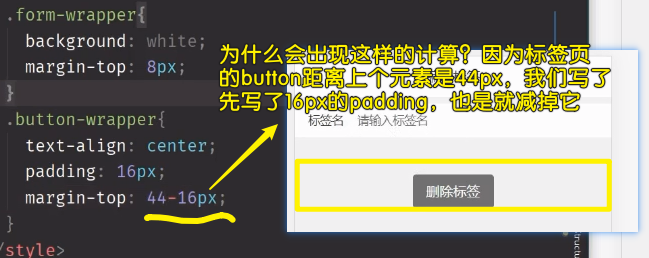 .form-wrapper{
background: white;
margin-top: 8px;
}
.button-wrapper{
text-align: center;
padding: 16px;
margin-top: 44-16px;
}
/style>
为什么会出现这样的计算？因为标签页
的button距离上个元素是44px，我们写了
先写了16px的padding，也是就减掉它
标签名 请输入标签名
删除标签